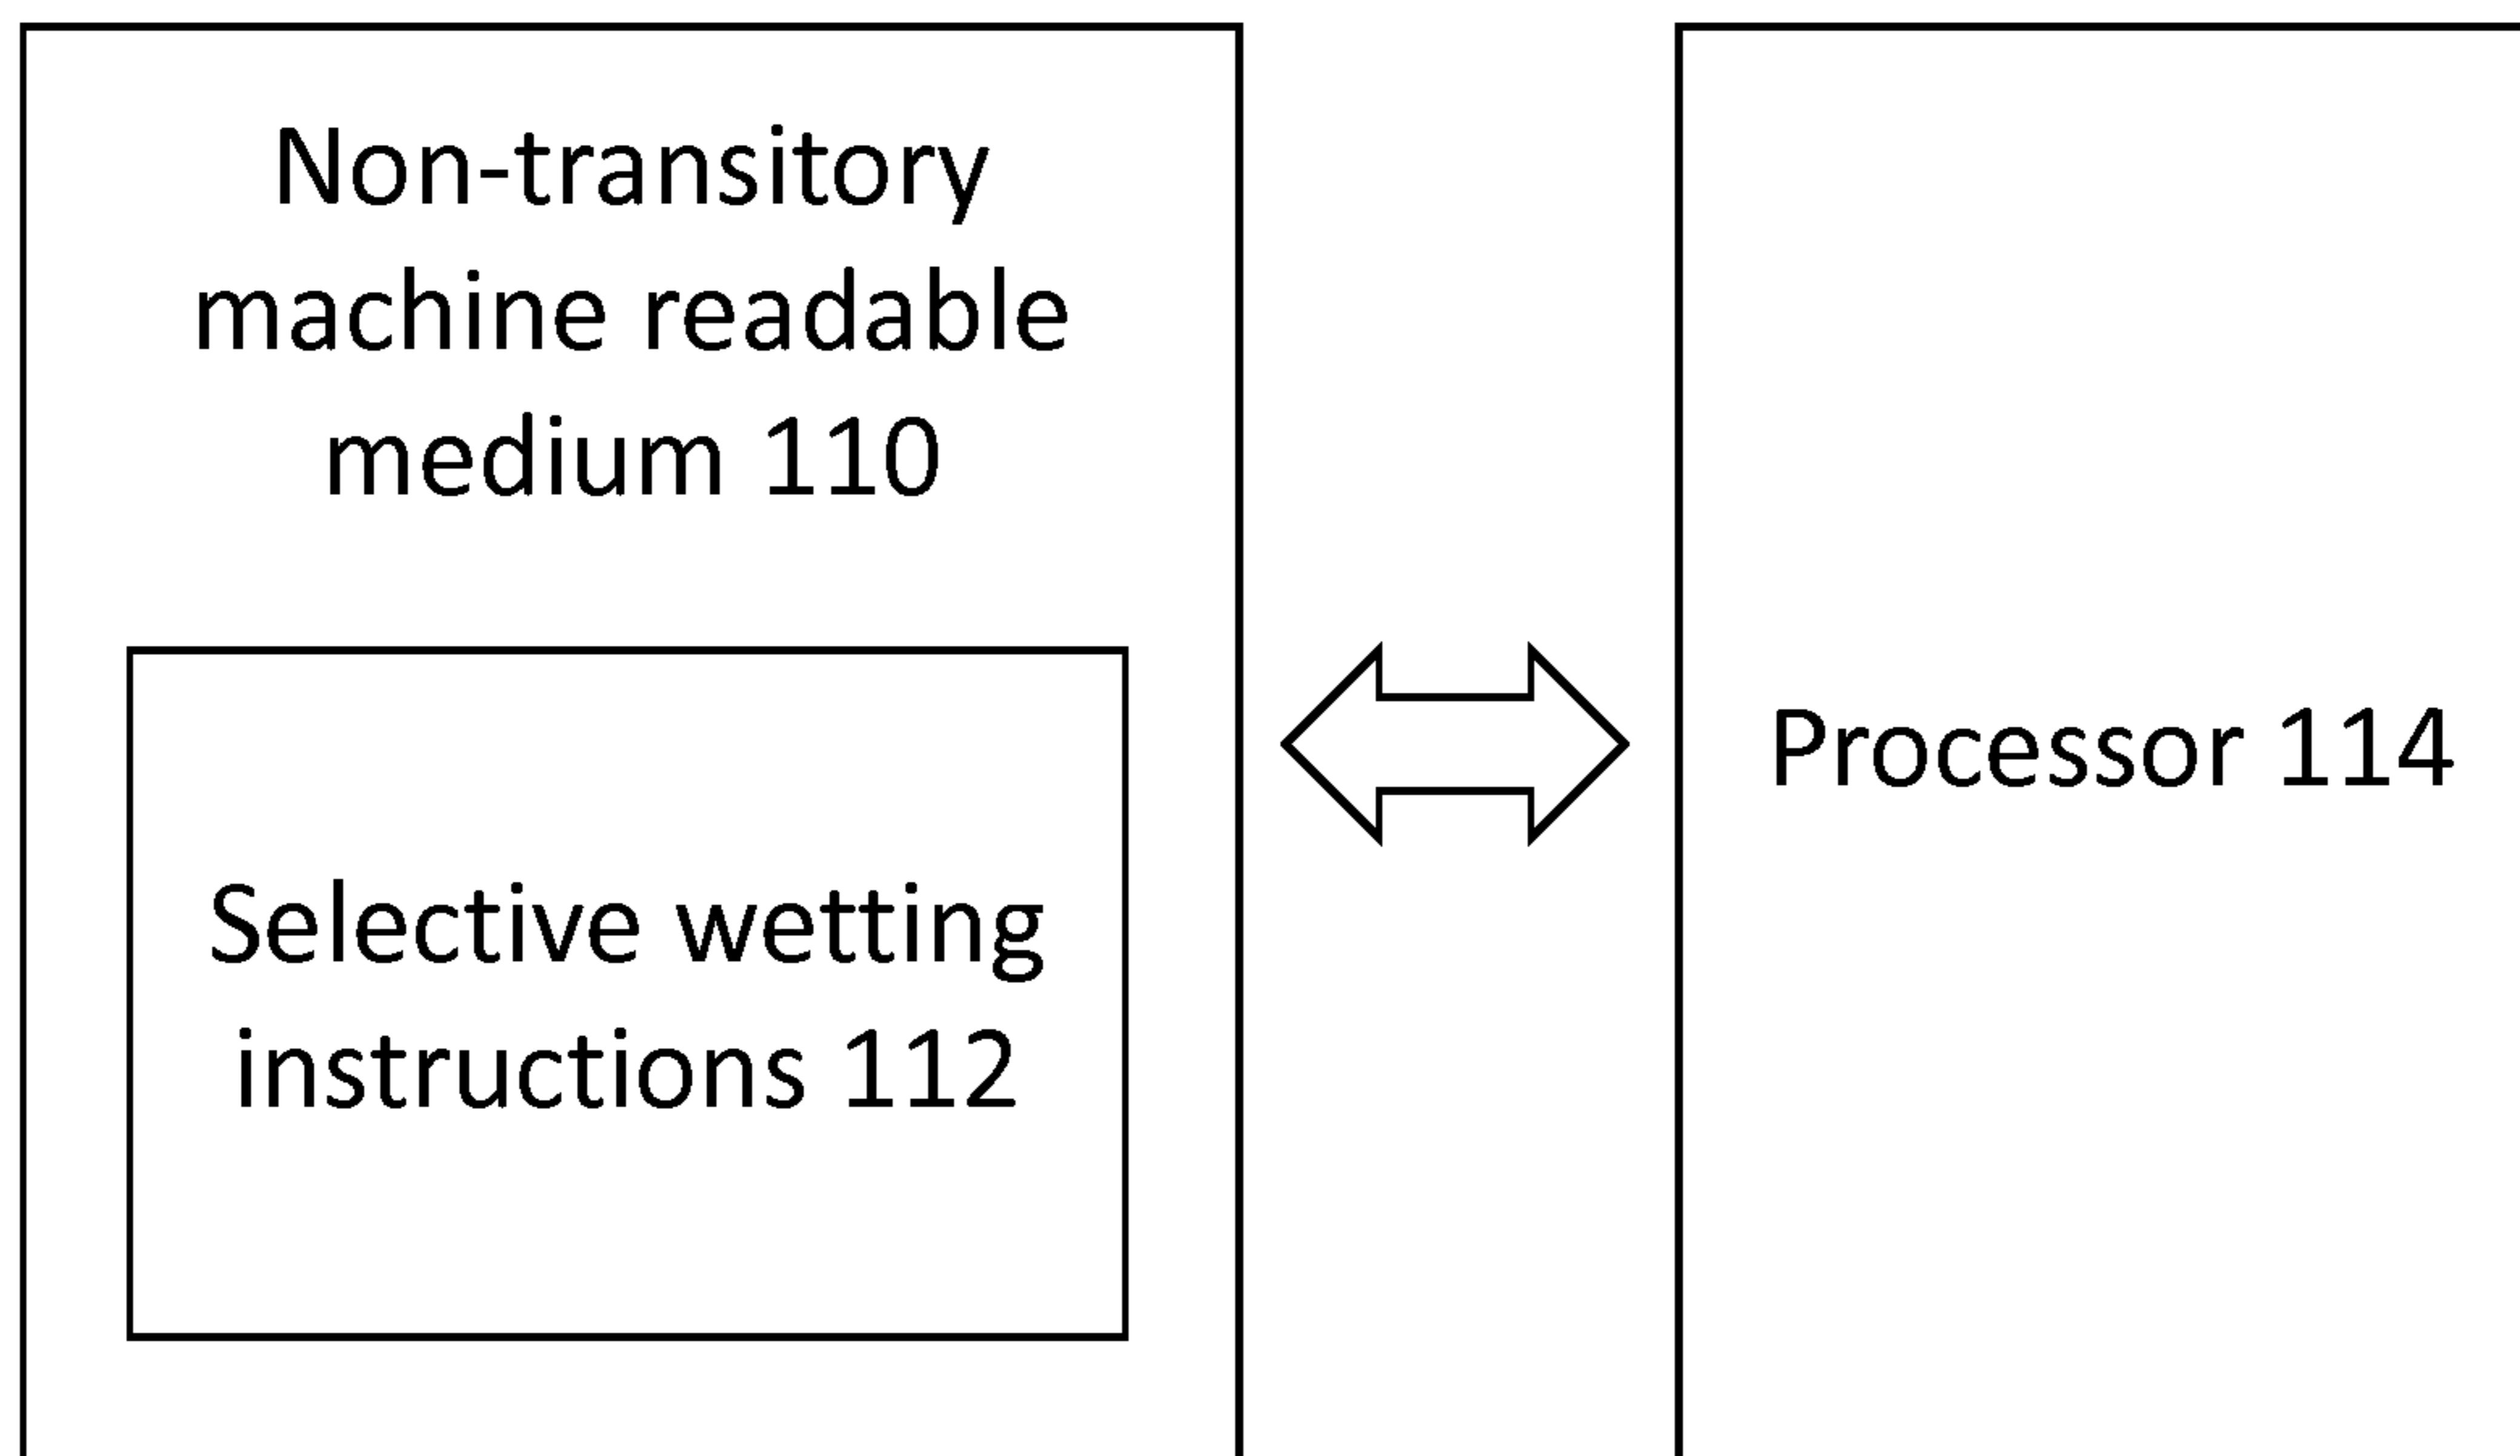 Non-transitory
machine readable
medium 110
Selective wetting
instructions 112
Processor 114